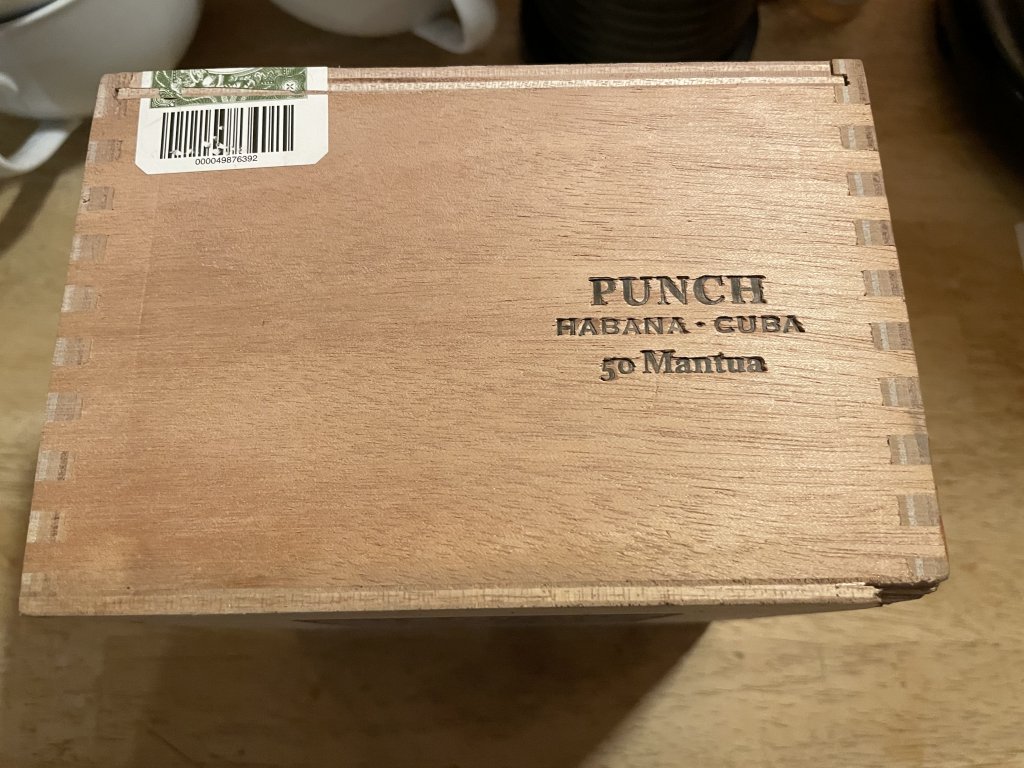 000049876392
PUNCH
HABANA · CUBA
50 Mantua